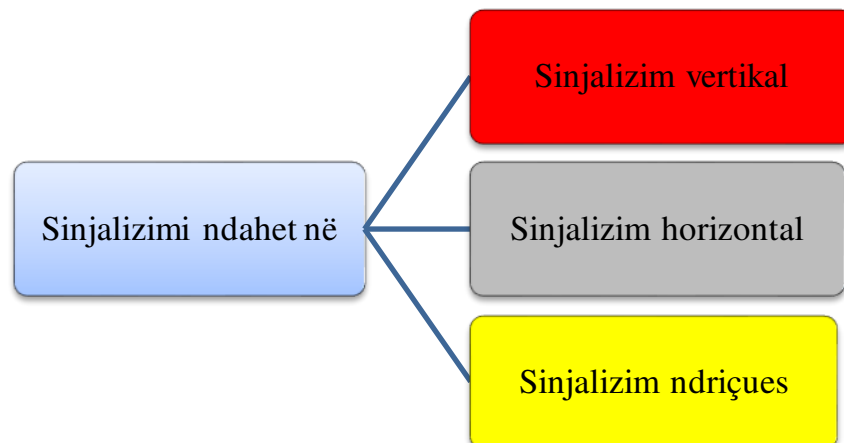 Sinjalizim vertikal
Sinjalizimi ndahet në
Sinjalizim horizontal
Sinjalizim ndriçues